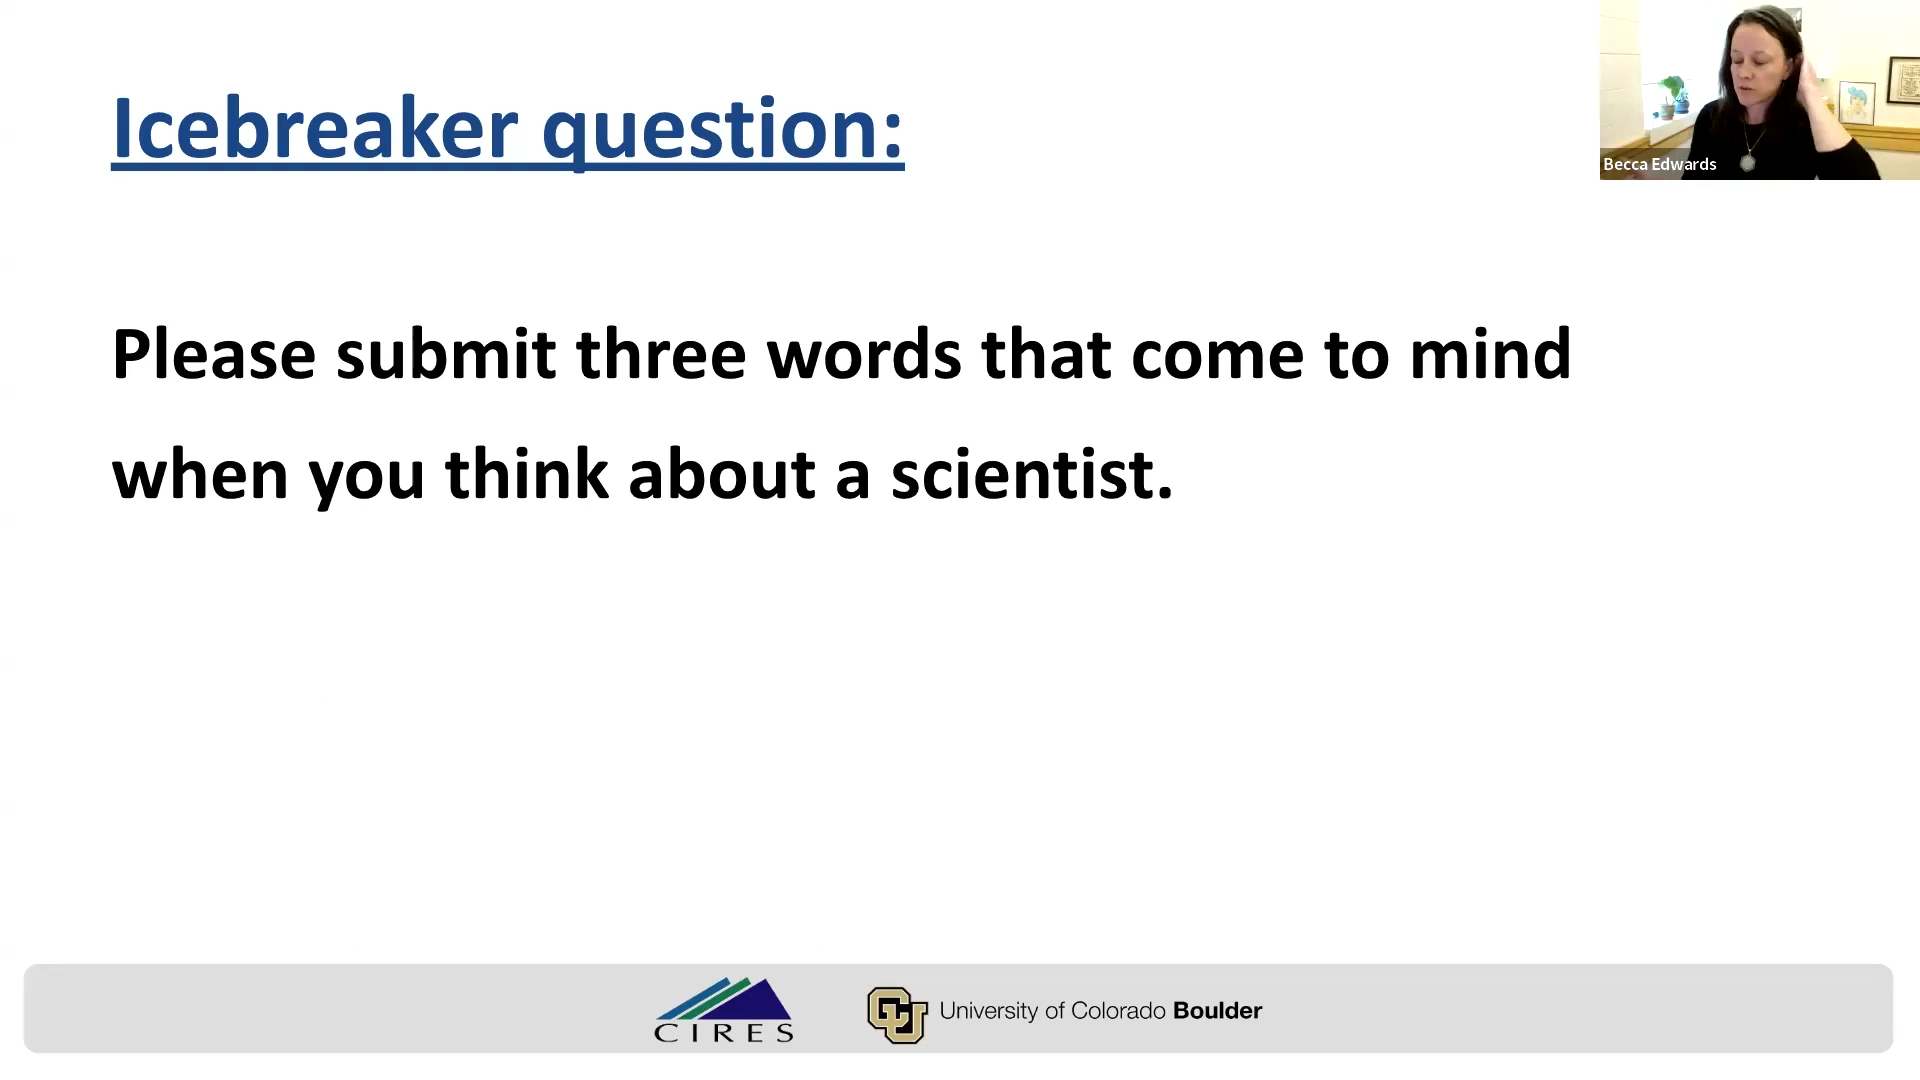 Icebreaker question:
Becca Edwards
Please submit three words that come to mind
when you think about a scientist.
CIRES
CU
University of Colorado Boulder